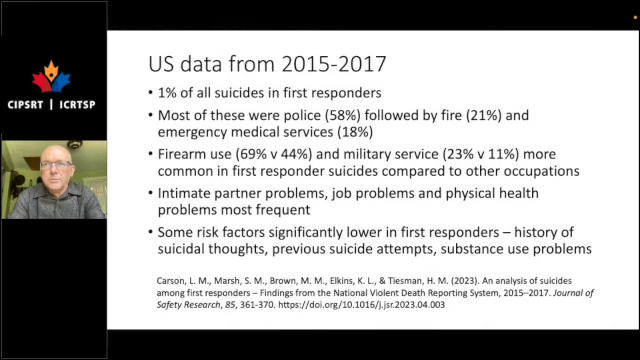 CIPSRT | ICRTSP
US data from 2015-2017
• 1% of all suicides in first responders
• Most of these were police (58%) followed by fire (21%) and
emergency medical services (18%)
• Firearm use (69% v 44%) and military service (23% v 11%) more
common in first responder suicides compared to other occupations
• Intimate partner problems, job problems and physical health
problems most frequent
• Some risk factors significantly lower in first responders – history of
suicidal thoughts, previous suicide attempts, substance use problems
Carson, L. M., Marsh, S. M., Brown, M. M., Elkins, K. L., & Tiesman, H. M. (2023). An analysis of suicides
among first responders – Findings from the National Violent Death Reporting System, 2015–2017. Journal of
Safety Research, 85, 361-370. https://doi.org/10.1016/j.jsr.2023.04.003